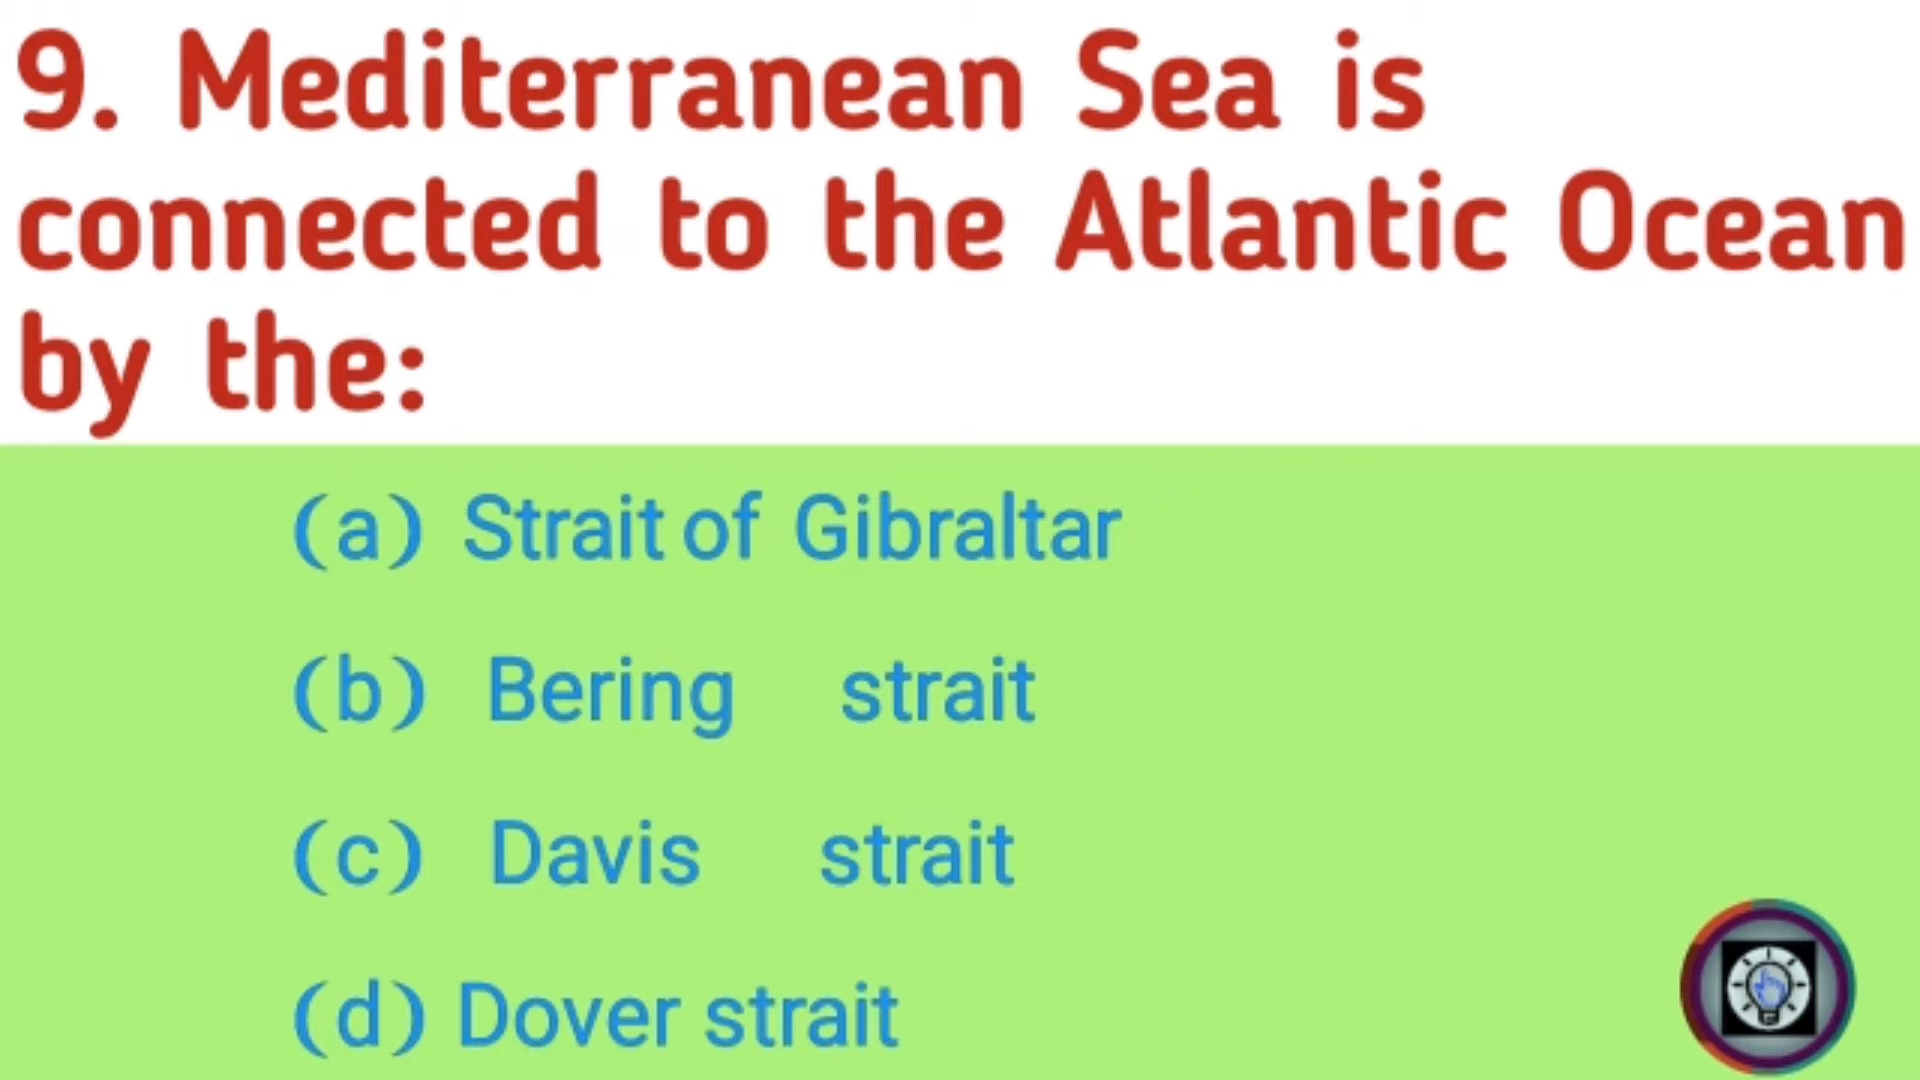 9. Mediterranean Sea is
connected to the Atlantic Ocean
by the:
(a) Strait of Gibraltar
(b) Bering strait
(c) Davis strait
(d) Dover strait